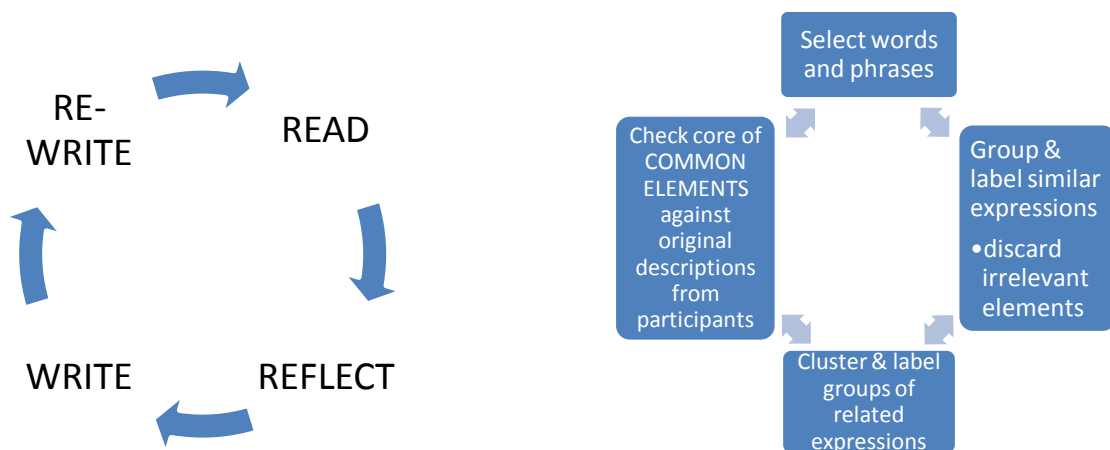 RE-
WRITE
READ
WRITE
REFLECT
Select words
and phrases
Check core of
COMMON
ELEMENTS
against
original
descriptions
from
participants
Group &
label similar
expressions
•discard
irrelevant
elements
Cluster & label
groups of
related
expressions